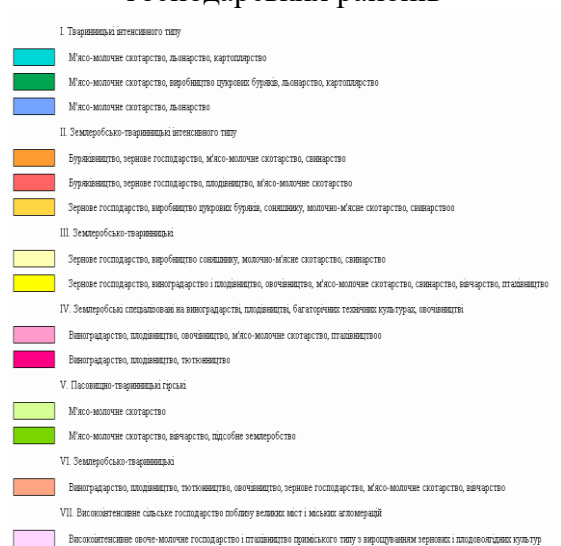 господарських районів
I. Тваринницькі інтенсивного типу
М'ясо-молочне скотарство, льонарство, картоплярство
М'ясо-молочне скотарство, виробництво цукрових буряків, льонарство, картоплярство
М'ясо-молочне скотарство, льонарство
II. Землеробсько-тваринницькі інтенсивного типу
Буряківництво, зернове господарство, м'ясо-молочне скотарство, свинарство
Буряківництво, зернове господарство, плодівництво, м'ясо-молочне скотарство
Зернове господарство, виробництво цукрових буряків, соняшнику, молочно-м'ясне скотарство, свинарствоо
III. Землеробсько-тваринницькі
Зернове господарство, виробництво соняшнику, молочно-м'ясне скотарство, свинарство
Зернове господарство, виноградарство і плодівництво, овочівництво, м'ясо-молочне скотарство, свинарство, вівчарство, птахівництво
IV. Землеробські спеціалізовані на виноградарстві, плодівництві, багаторічних технічних культурах, овочівництві
Виноградарство, плодівництво, овочівництво, м'ясо-молочне скотарство, птахівництвоо
Виноградарство, плодівництво, тютюнництво
V. Пасовищно-тваринницькі гірські
М'ясо-молочне скотарство
М'ясо-молочне скотарство, вівчарство, підсобне землеробство
VI. Землеробсько-тваринницькі
Виноградарство, плодівництво, тютюнництво, овочівництво, зернове господарство, м'ясо-молочне скотарство, вівчарство
VII. Високоінтенсивне сільське господарство поблизу великих міст і міських агломерацій
Високоінтенсивне овоче-молочне господарство і птахівництво приміського типу з вирощуванням зернових і плодовоягідних культур